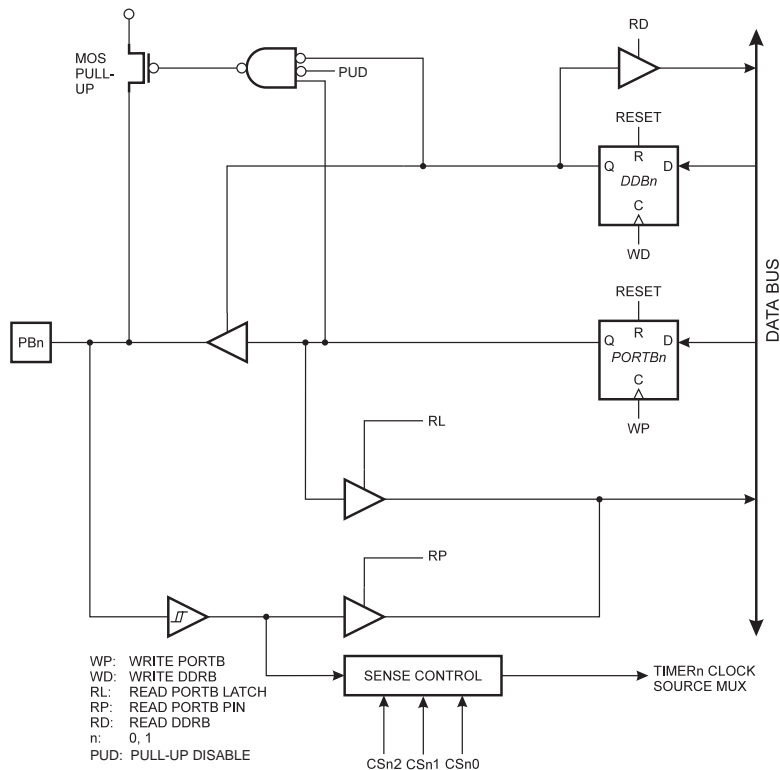 RD
MOS
PULL-
UP
PUD
RESET
R
Q
D
DDBn
C
WD
DATA BUS
RESET
R
PBn
Q
D
PORTBn
C
WP
RL
RP
WP: WRITE PORTB
WD: WRITE DDRB
RL: READ PORTB LATCH
RP: READ PORTB PIN
RD: READ DDRB
n: 0, 1
PUD: PULL-UP DISABLE
SENSE CONTROL
TIMERn CLOCK
SOURCE MUX
CSn2 CSn1 CSn0